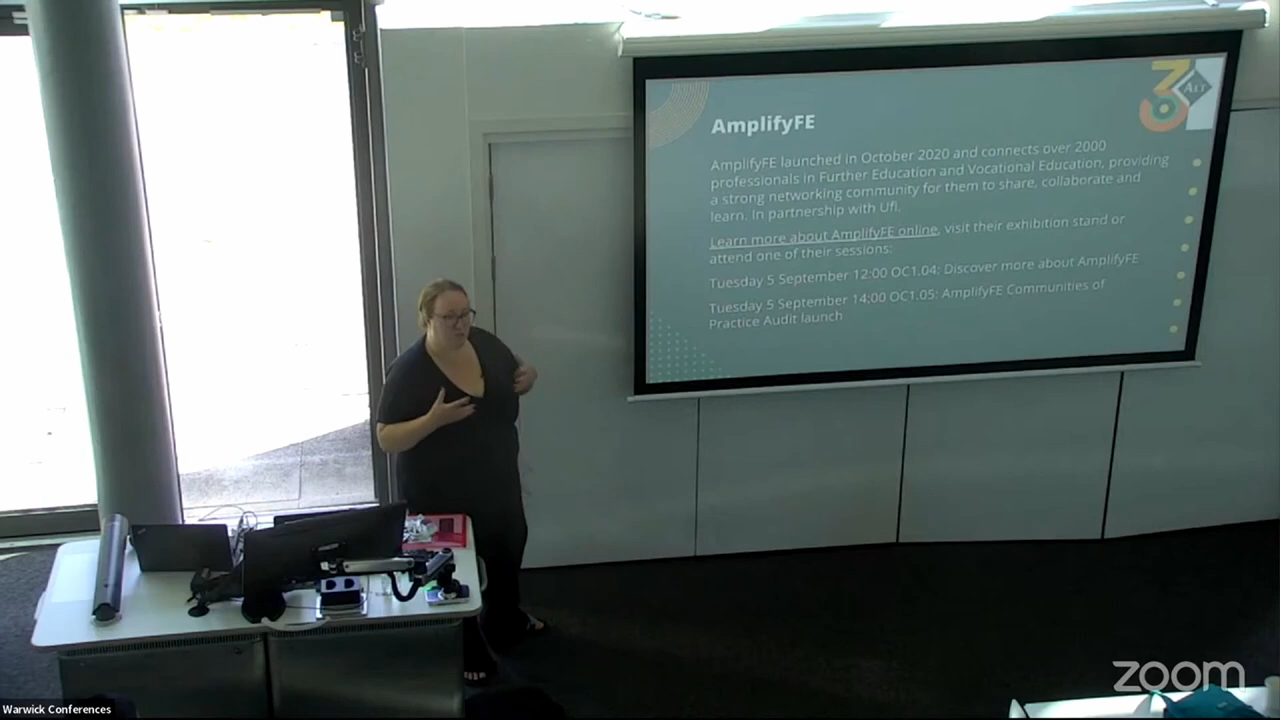 AmplifyFE
AmplifyFE launched in October 2020 and connects over 2000
professionals in Further Education and Vocational Education, providing
a strong networking community for them to share, collaborate and
learn. In partnership with Ufi.
Learn more about AmplifyFE online, visit their exhibition stand or
attend one of their sessions:
Tuesday 5 September 12:00 OC1.04: Discover more about AmplifyFE
Tuesday 5 September 14:00 OC1.05: AmplifyFE Communities of
Practice Audit launch
3
ALT
zoom
Warwick Conferences